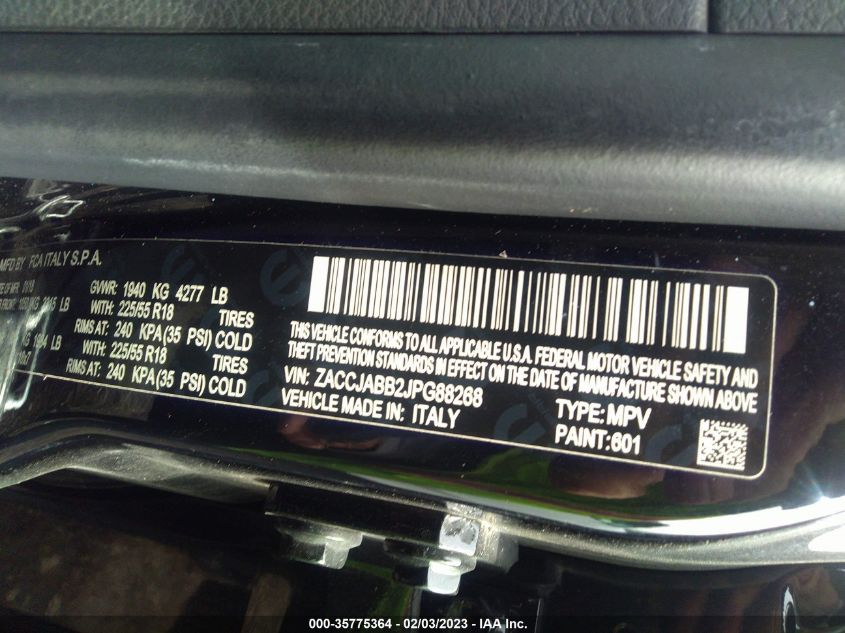 MFD BY FCA ITALY S.P.A.
GVWR: 1940 KG 4277 LB
WITH: 225/55 R18 TIRES
RIMS AT: 240 KPA(35 PSI) COLD
LB
WITH: 225/55 R18 TIRES
RIMS AT: 240 KPA(35 PSI) COLD
THIS VEHICLE CONFORMS TO ALL APPLICABLE U.S.A. FEDERAL MOTOR VEHICLE SAFETY AND
THEFT PREVENTION STANDARDS IN EFFECT ON THE DATE OF MANUFACTURE SHOWN ABOVE
VIN: ZACCJABB2JPG88268 TYPE: MPV
VEHICLE MADE IN: ITALY PAINT: 601
000-35775364 — 02/03/2023 — IAA Inc.